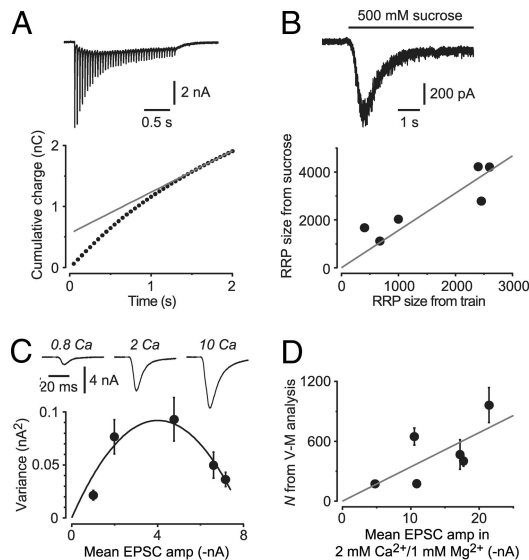 A
2 nA
0.5 s
Cumulative charge (nC)
2
1
0
0
1
2
Time (s)
B
500 mM sucrose
200 pA
1 s
RRP size from sucrose
4000
2000
0
0
1000
2000
3000
RRP size from train
C
0.8 Ca
2 Ca
10 Ca
20 ms
4 nA
Variance (nA²)
0.1
0.05
0
0
4
8
Mean EPSC amp (-nA)
D
N from V-M analysis
1200
600
0
0
10
20
Mean EPSC amp in
2 mM Ca²⁺/1 mM Mg²⁺ (-nA)